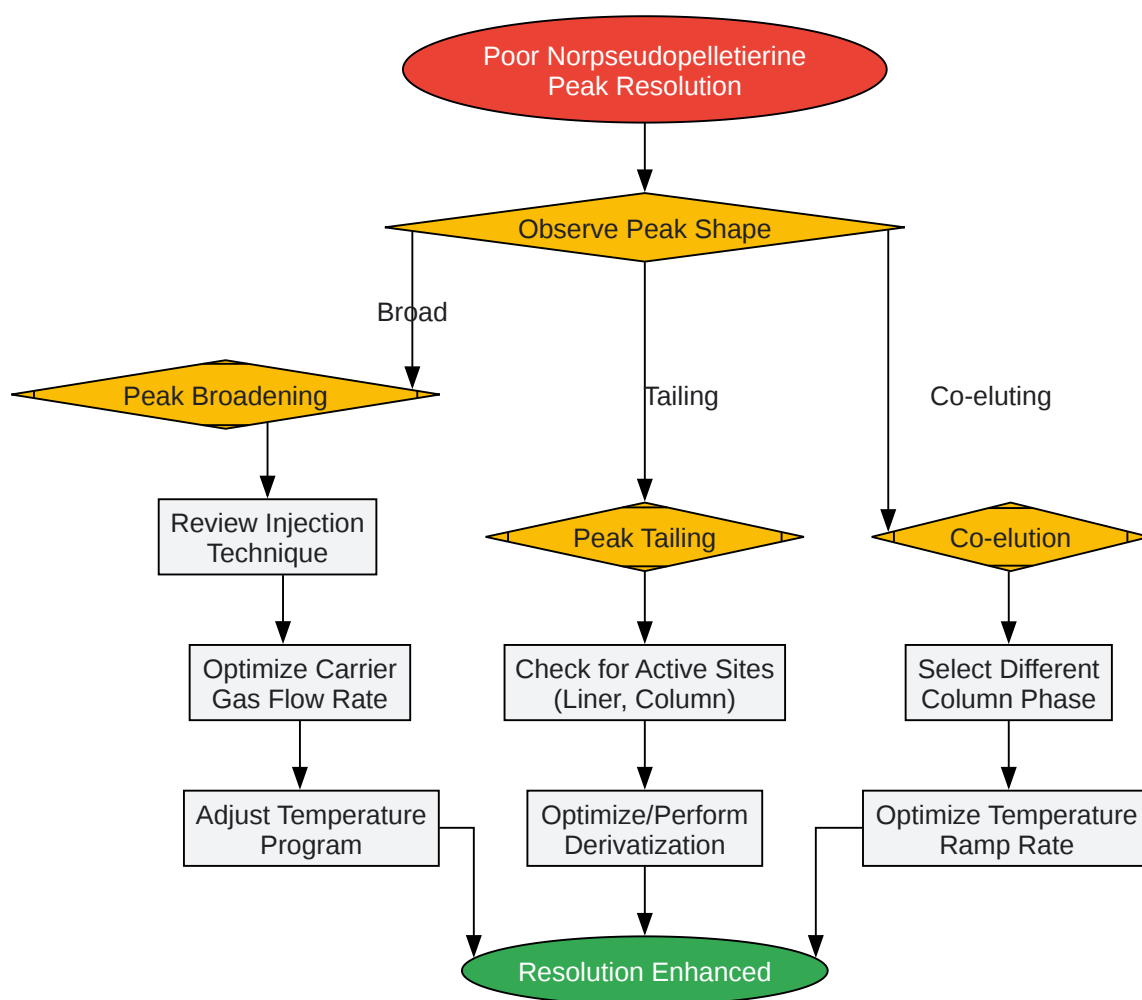 Poor Norpseudopelletierine
Peak Resolution
Observe Peak Shape
Broad
Tailing
Co-eluting
Peak Broadening
Review Injection
Technique
Peak Tailing
Co-elution
Optimize Carrier
Gas Flow Rate
Check for Active Sites
(Liner, Column)
Select Different
Column Phase
Adjust Temperature
Program
Optimize/Perform
Derivatization
Optimize Temperature
Ramp Rate
Resolution Enhanced